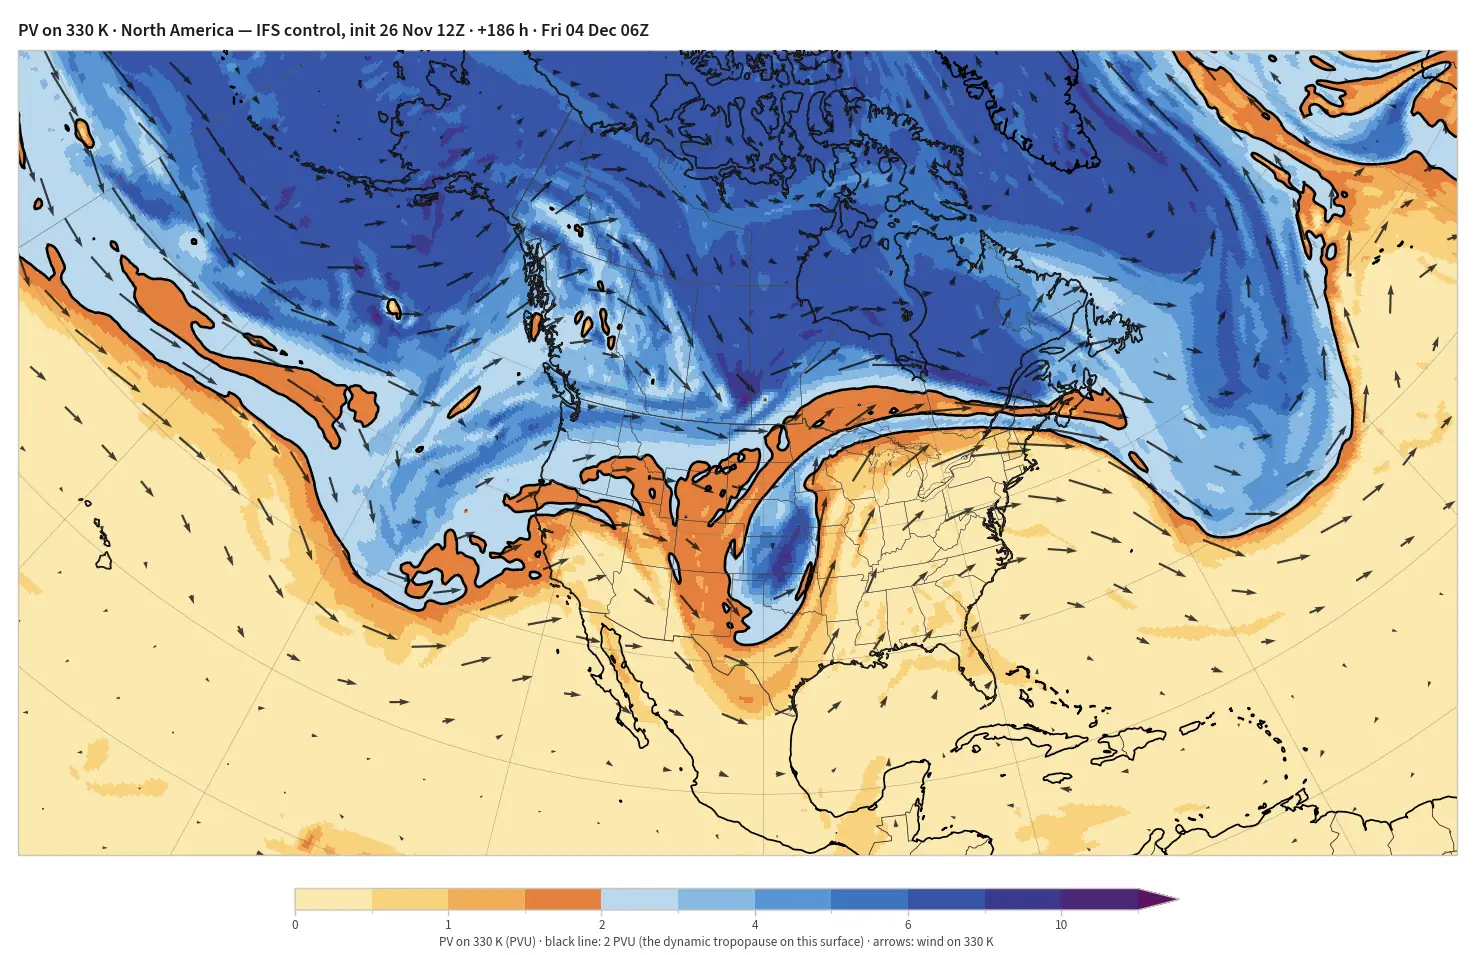 PV on 330 K · North America — IFS control, init 26 Nov 12Z · +186 h · Fri 04 Dec 06Z
0 1 2 4 6 10
PV on 330 K (PVU) · black line: 2 PVU (the dynamic tropopause on this surface) · arrows: wind on 330 K